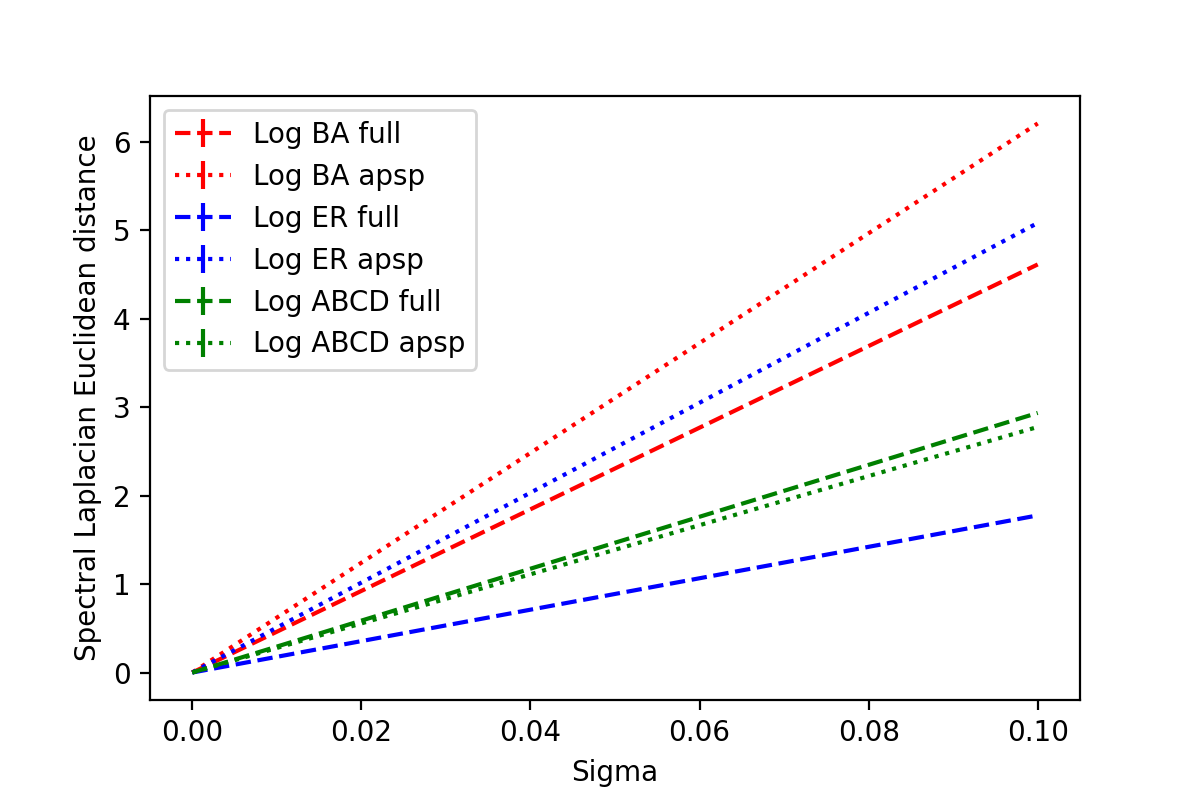 Log BA full
Log BA apsp
Log ER full
Log ER apsp
Log ABCD full
Log ABCD apsp
Spectral Laplacian Euclidean distance
6
5
4
3
2
1
0
0.00 0.02 0.04 0.06 0.08 0.10
Sigma